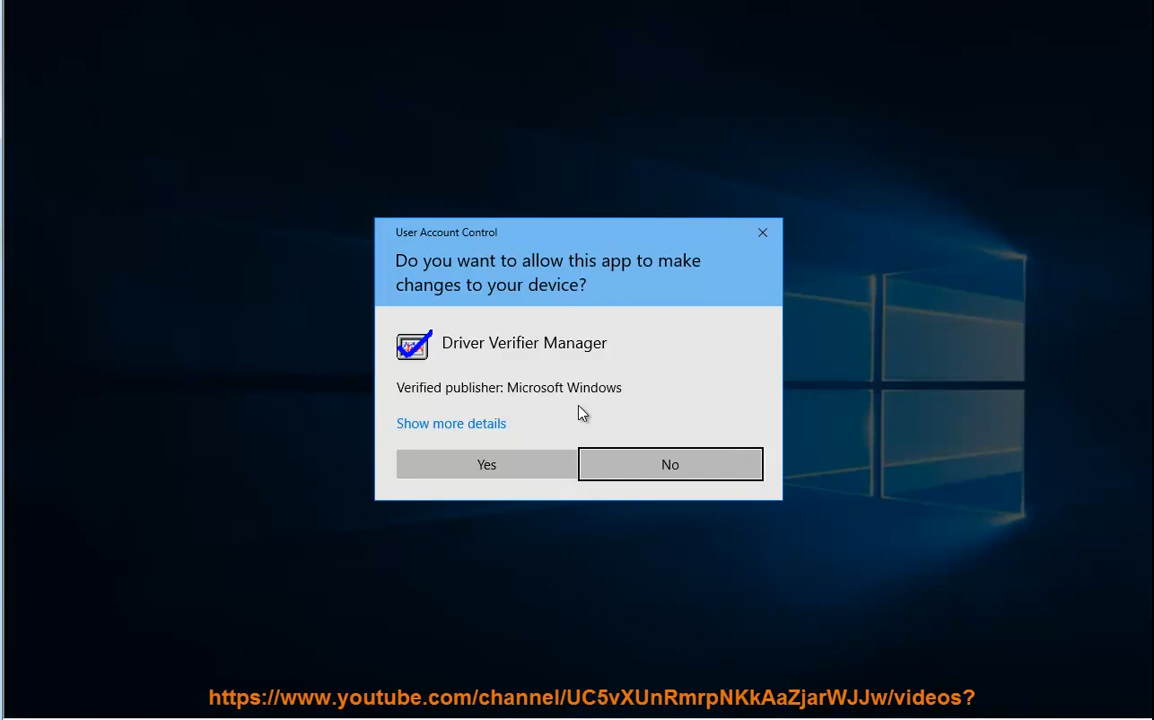 User Account Control
Do you want to allow this app to make
changes to your device?
Driver Verifier Manager
Verified publisher: Microsoft Windows
Show more details
Yes
No
https://www.youtube.com/channel/UC5vXUnRmrpNKkAaZjarWJJw/videos?